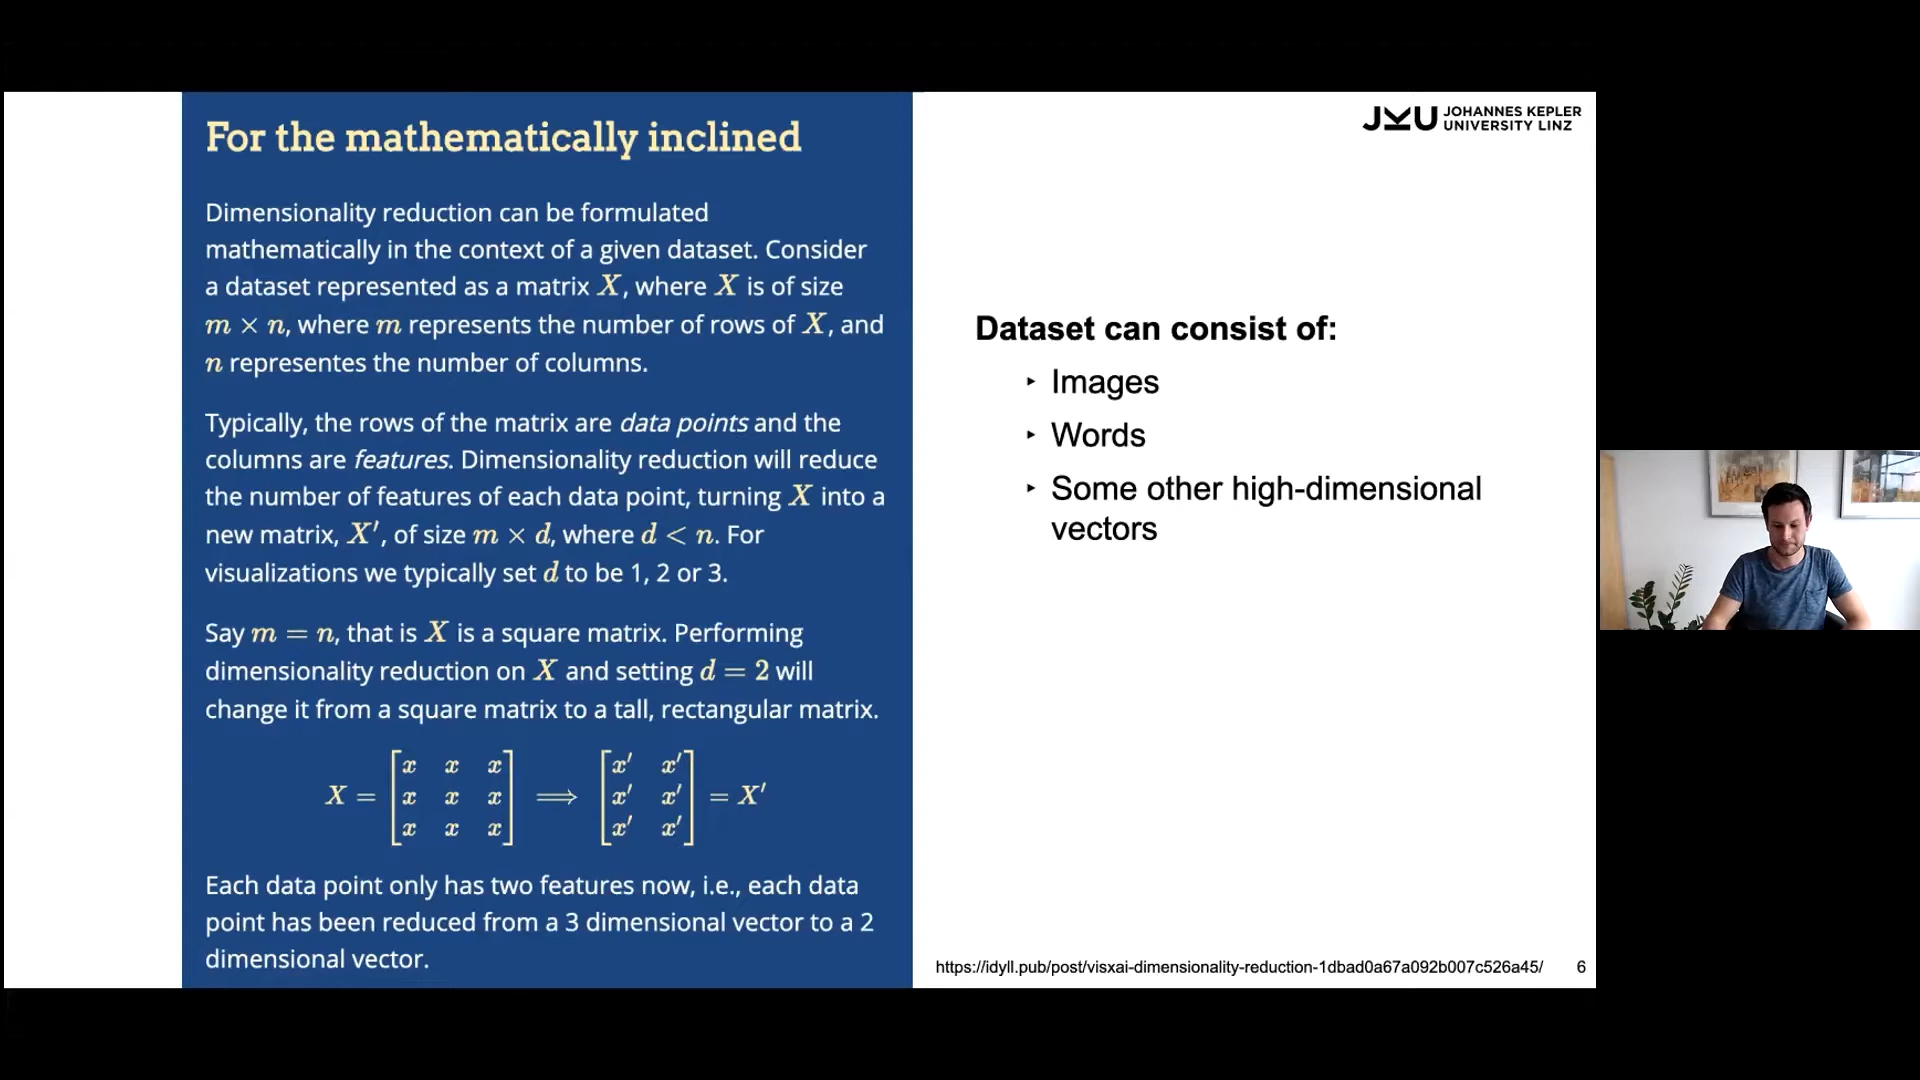 For the mathematically inclined
Dimensionality reduction can be formulated
mathematically in the context of a given dataset. Consider
a dataset represented as a matrix X, where X is of size
m × n, where m represents the number of rows of X, and
n representes the number of columns.
Typically, the rows of the matrix are data points and the
columns are features. Dimensionality reduction will reduce
the number of features of each data point, turning X into a
new matrix, X′, of size m × d, where d < n. For
visualizations we typically set d to be 1, 2 or 3.
Say m = n, that is X is a square matrix. Performing
dimensionality reduction on X and setting d = 2 will
change it from a square matrix to a tall, rectangular matrix.
x x x x′ x′
X = x x x ⟹ x′ x′ = X′
x x x x′ x′
Each data point only has two features now, i.e., each data
point has been reduced from a 3 dimensional vector to a 2
dimensional vector.
JKU JOHANNES KEPLER
UNIVERSITY LINZ
Dataset can consist of:
‣ Images
‣ Words
‣ Some other high-dimensional
vectors
https://idyll.pub/post/visxai-dimensionality-reduction-1dbad0a67a092b007c526a45/ 6